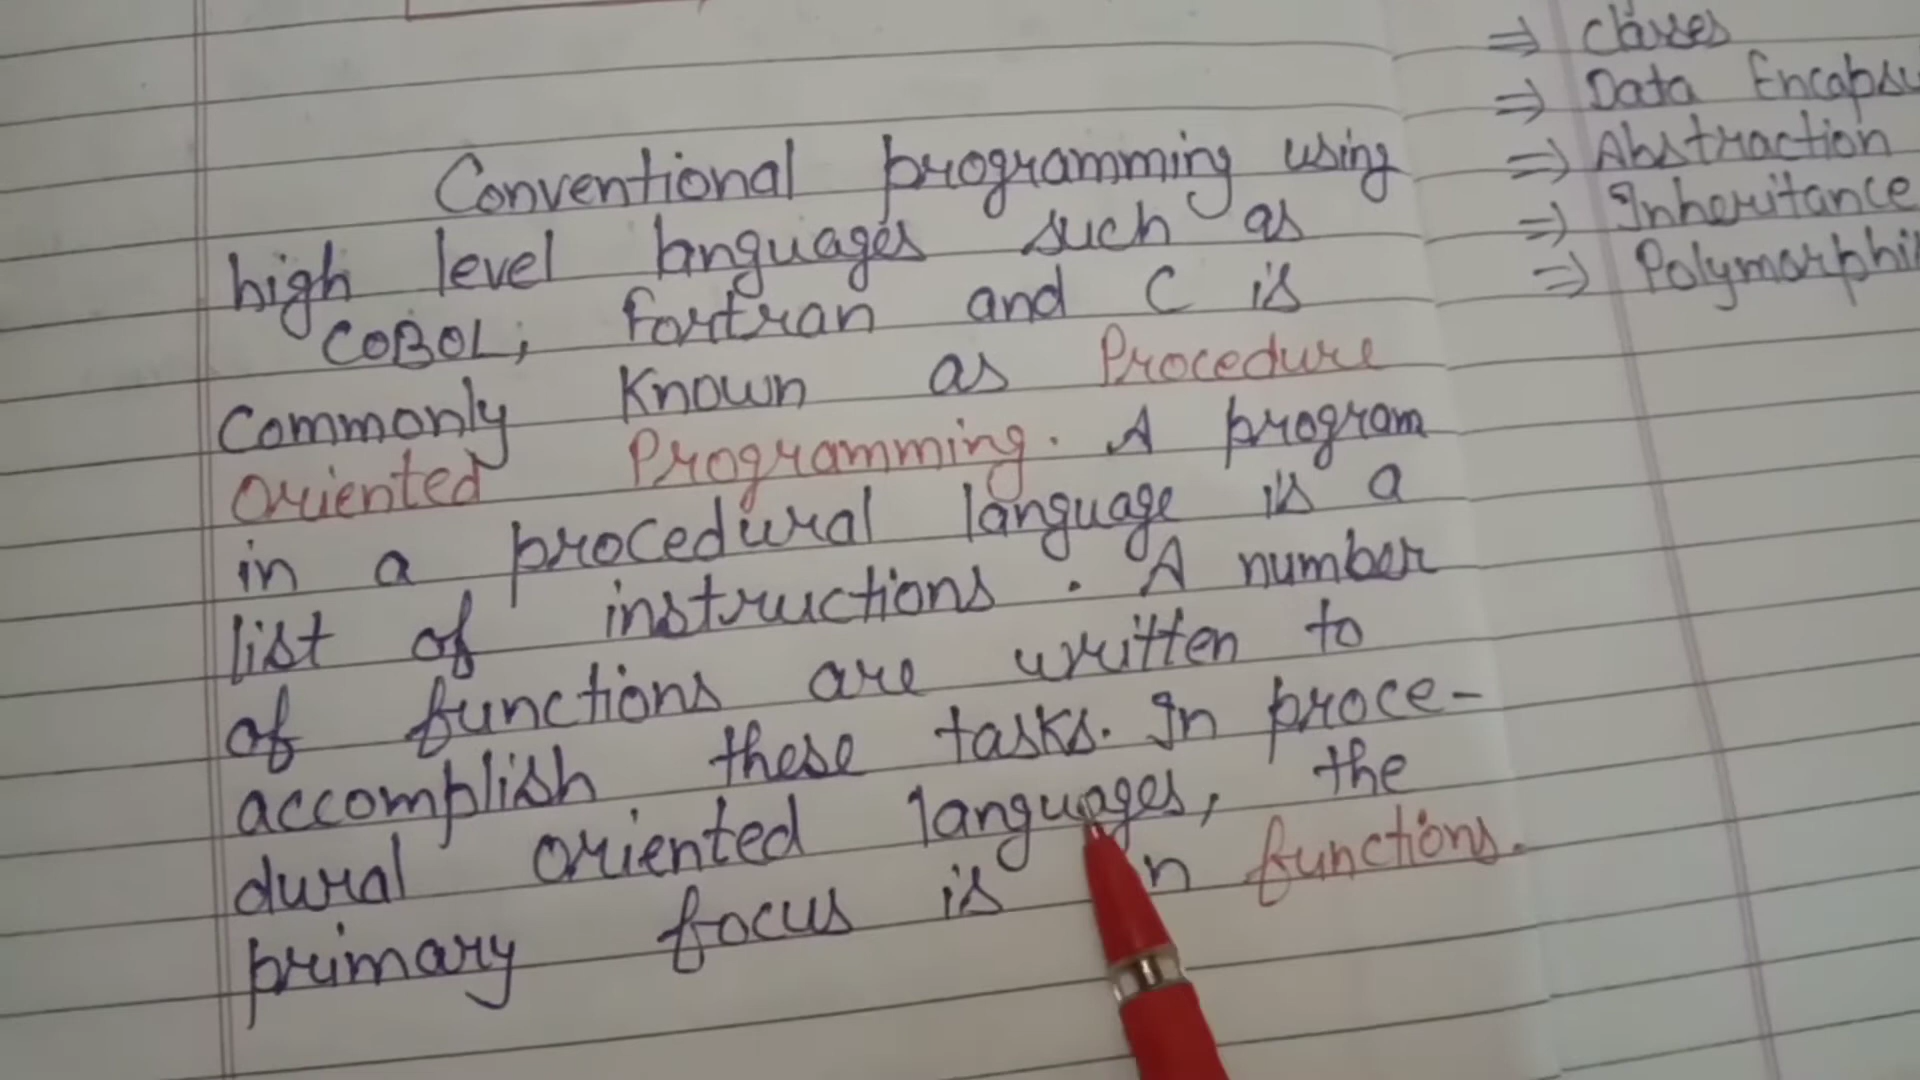 Conventional programming using
high level languages such as
COBOL, Fortran and C is
Commonly Known as Procedure
Oriented Programming. A program
in a procedural language is a
list of instructions. A number
of functions are written to
accomplish these tasks. In proce-
dural oriented languages, the
primary focus is functions.
⇒ Classes
⇒ Data Encapsu
⇒ Abstraction
⇒ Inheritance
⇒ Polymorphi